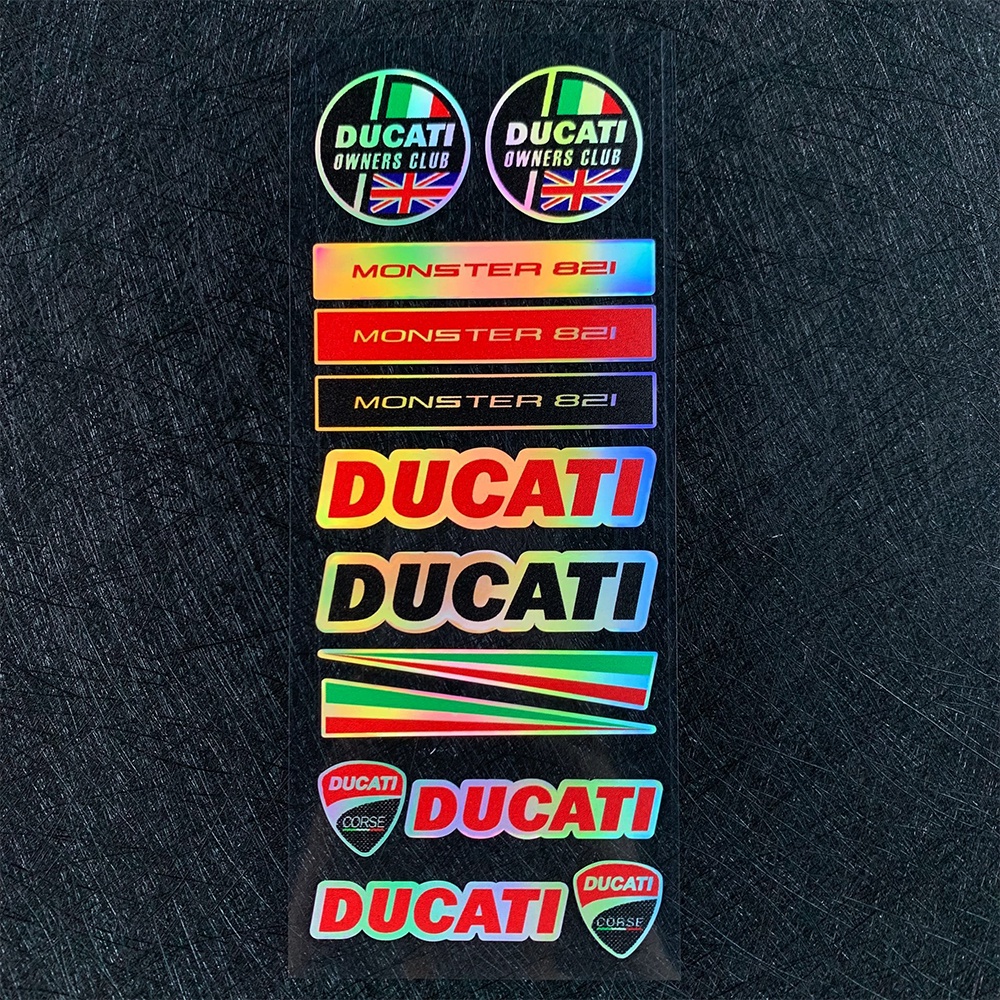 DUCATI
OWNERS CLUB
DUCATI
OWNERS CLUB
MONSTER 821
MONSTER 821
MONSTER 821
DUCATI
DUCATI
DUCATI
CORSE
DUCATI
DUCATI
DUCATI
CORSE